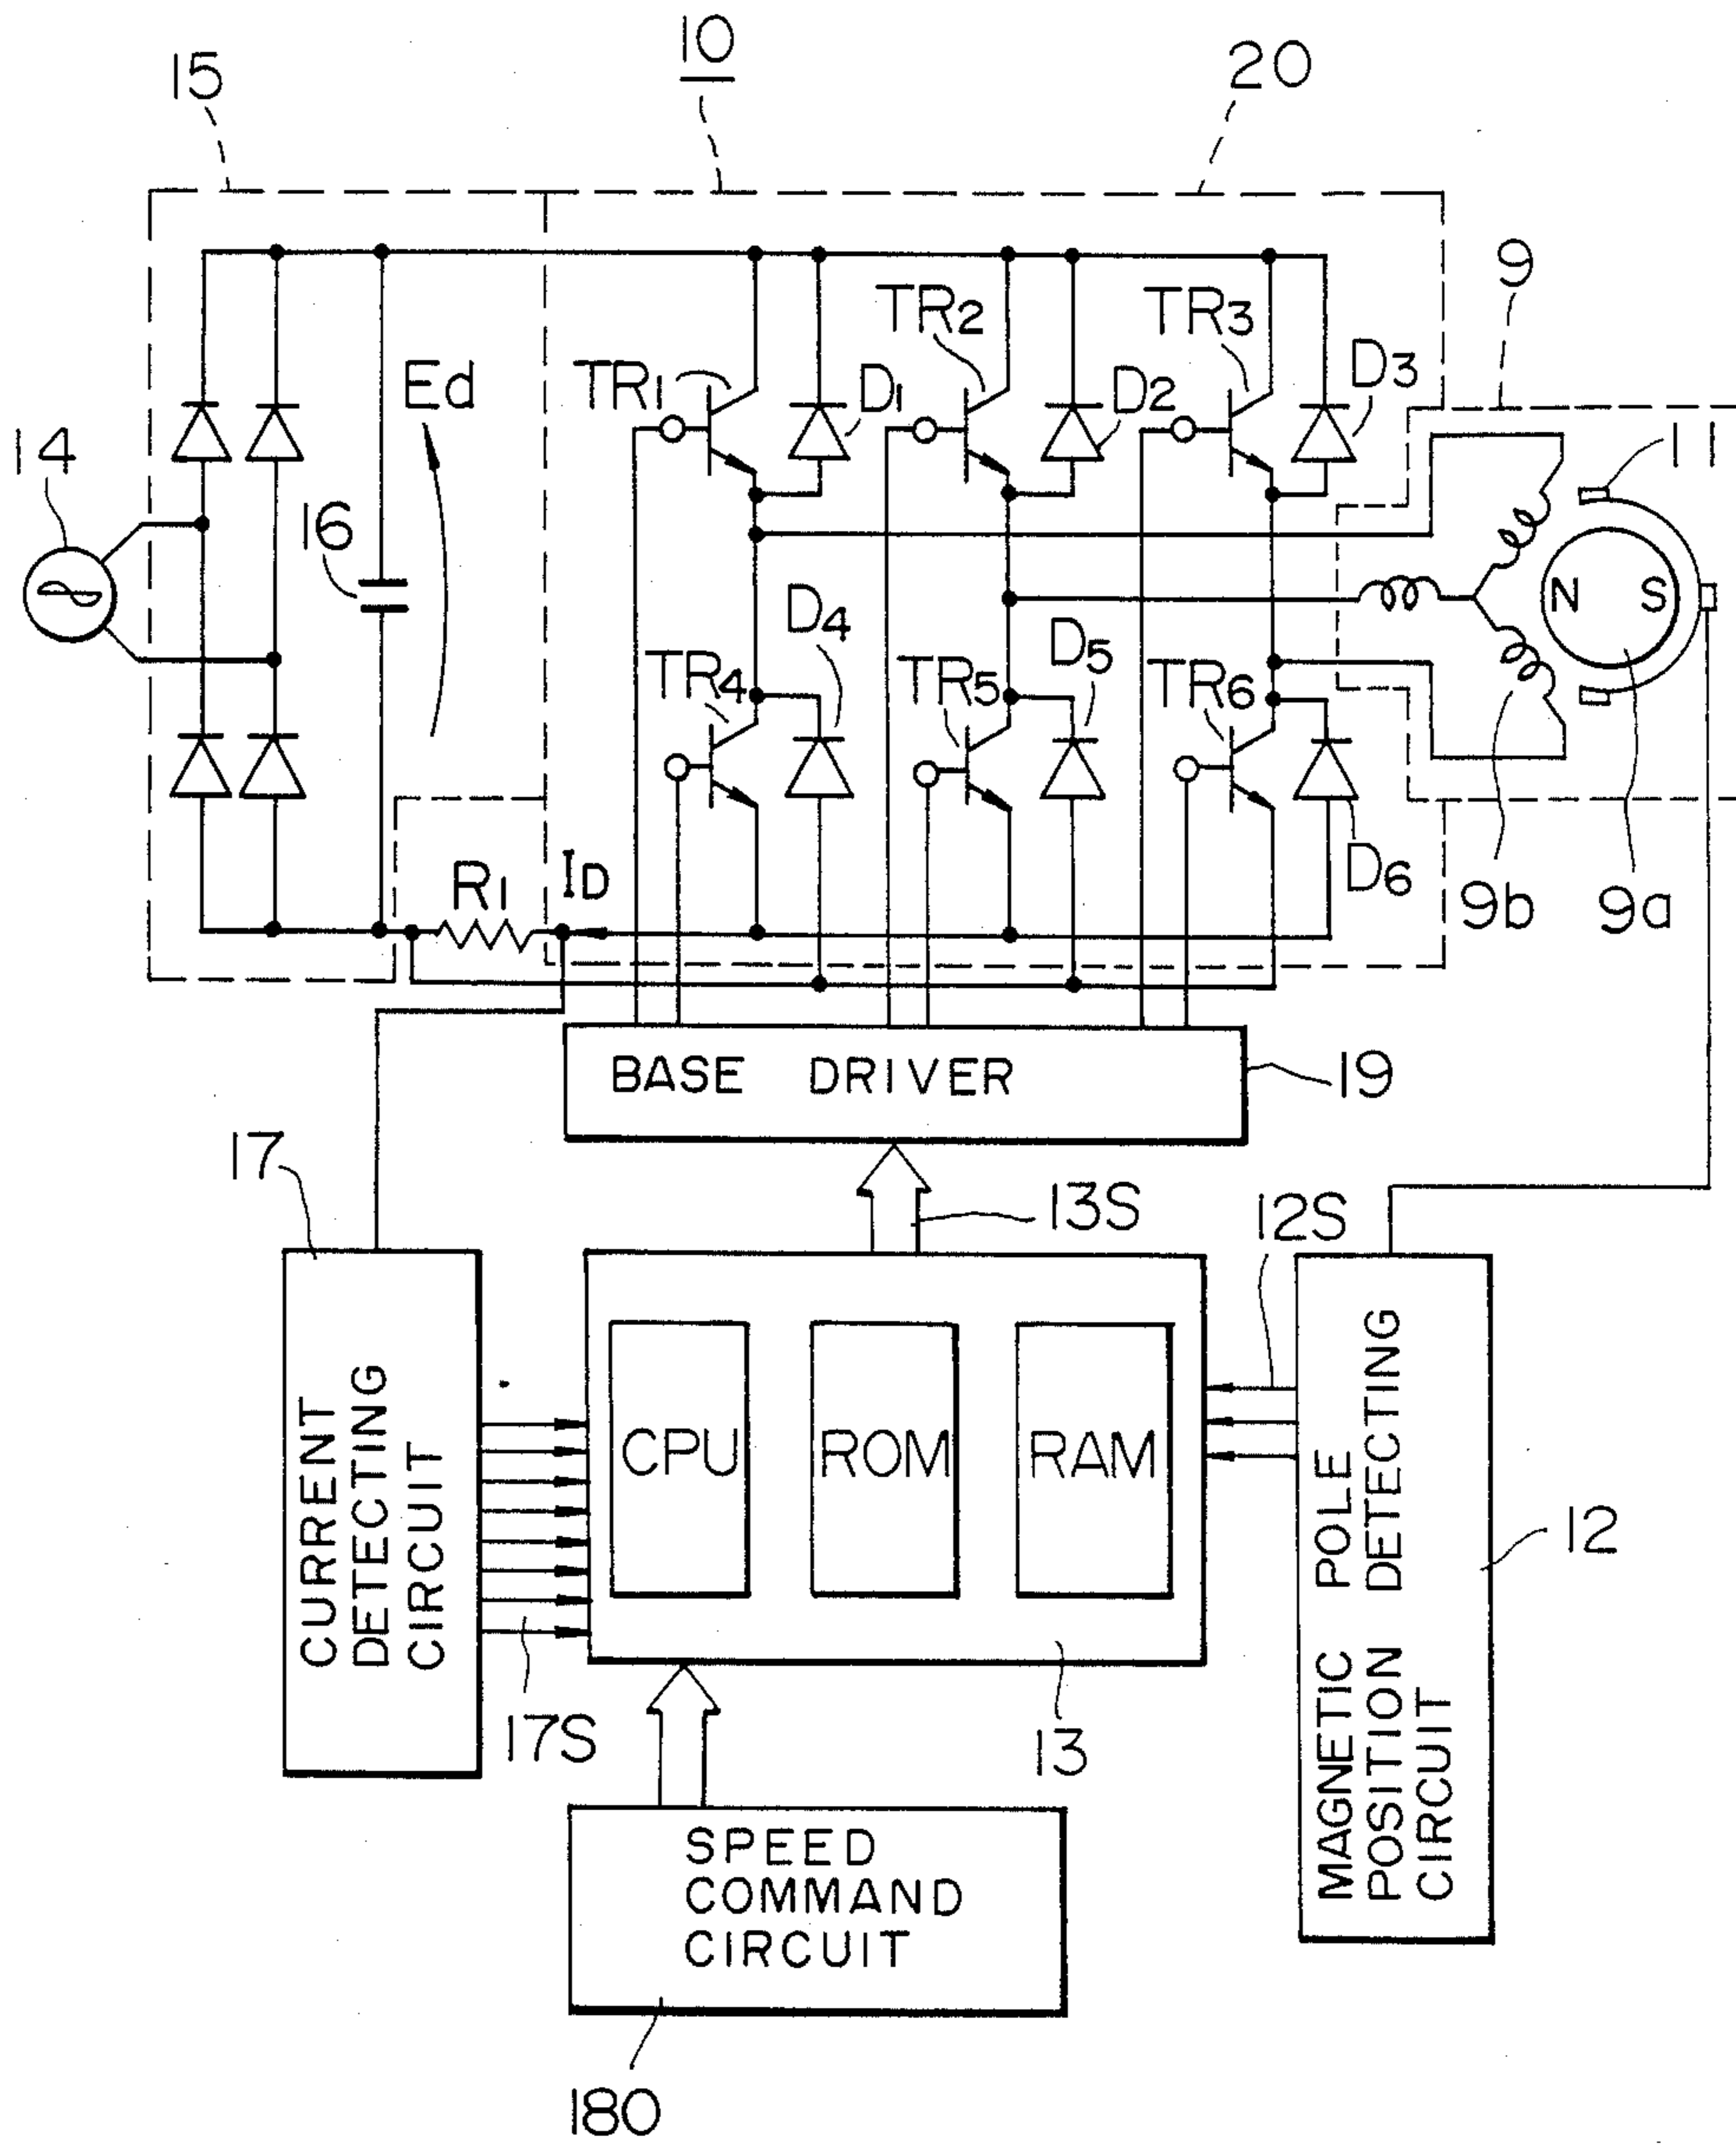 10
15
20
9
TR1
D1
TR2
D2
TR3
D3
11
Ed
14
16
N S
TR4
D4
TR5
D5
TR6
D6
R1
ID
9b
9a
BASE DRIVER
19
17
13S
12S
CURRENT
DETECTING
CIRCUIT
CPU
ROM
RAM
MAGNETIC POLE
POSITION DETECTING
CIRCUIT
12
17S
13
SPEED
COMMAND
CIRCUIT
180